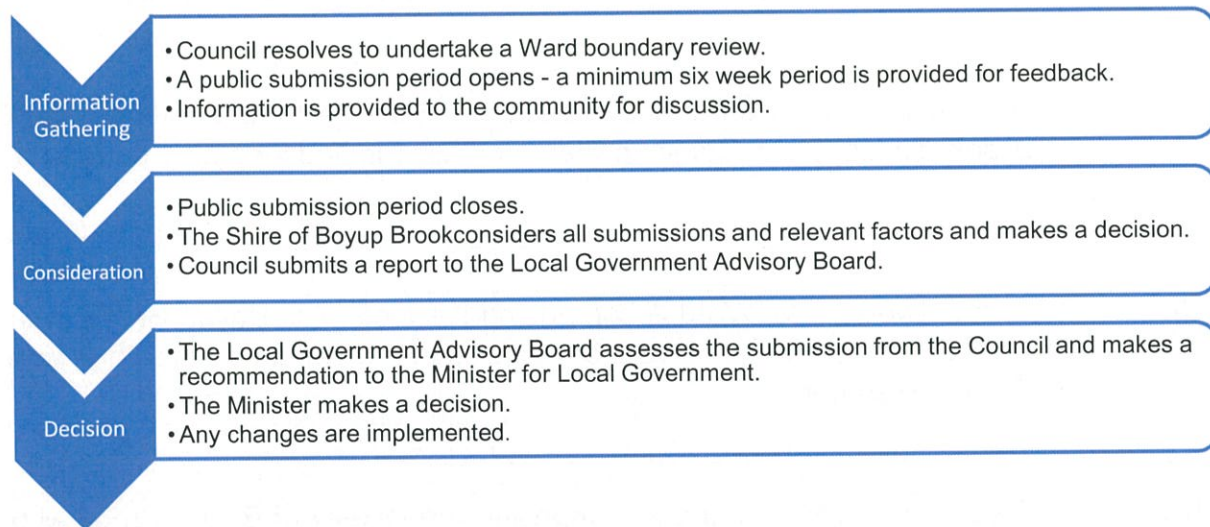 Information
Gathering
• Council resolves to undertake a Ward boundary review.
• A public submission period opens - a minimum six week period is provided for feedback.
• Information is provided to the community for discussion.
Consideration
• Public submission period closes.
• The Shire of Boyup Brookconsiders all submissions and relevant factors and makes a decision.
• Council submits a report to the Local Government Advisory Board.
Decision
• The Local Government Advisory Board assesses the submission from the Council and makes a
recommendation to the Minister for Local Government.
• The Minister makes a decision.
• Any changes are implemented.